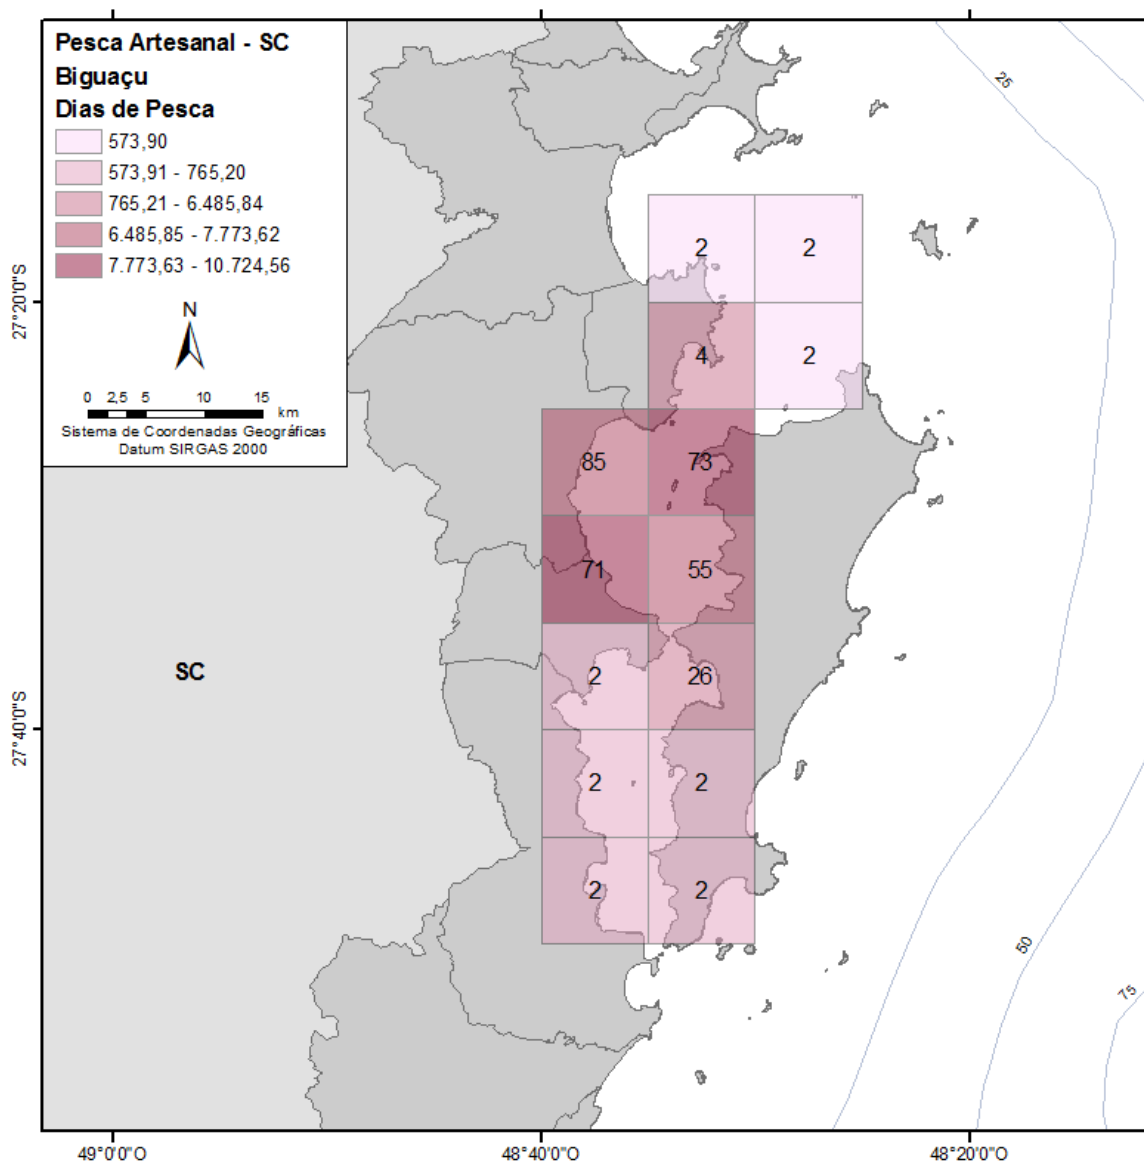 Pesca Artesanal - SC
Biguaçu
Dias de Pesca
573,90
573,91 - 765,20
765,21 - 6.485,84
6.485,85 - 7.773,62
7.773,63 - 10.724,56
N
0 2,5 5 10 15 km
Sistema de Coordenadas Geográficas
Datum SIRGAS 2000
25
2 2
27°20'0"S
4 2
85 73
71 55
SC
2 26
27°40'0"S
2 2
2 2
50
75
49°0'0"O 48°40'0"O 48°20'0"O